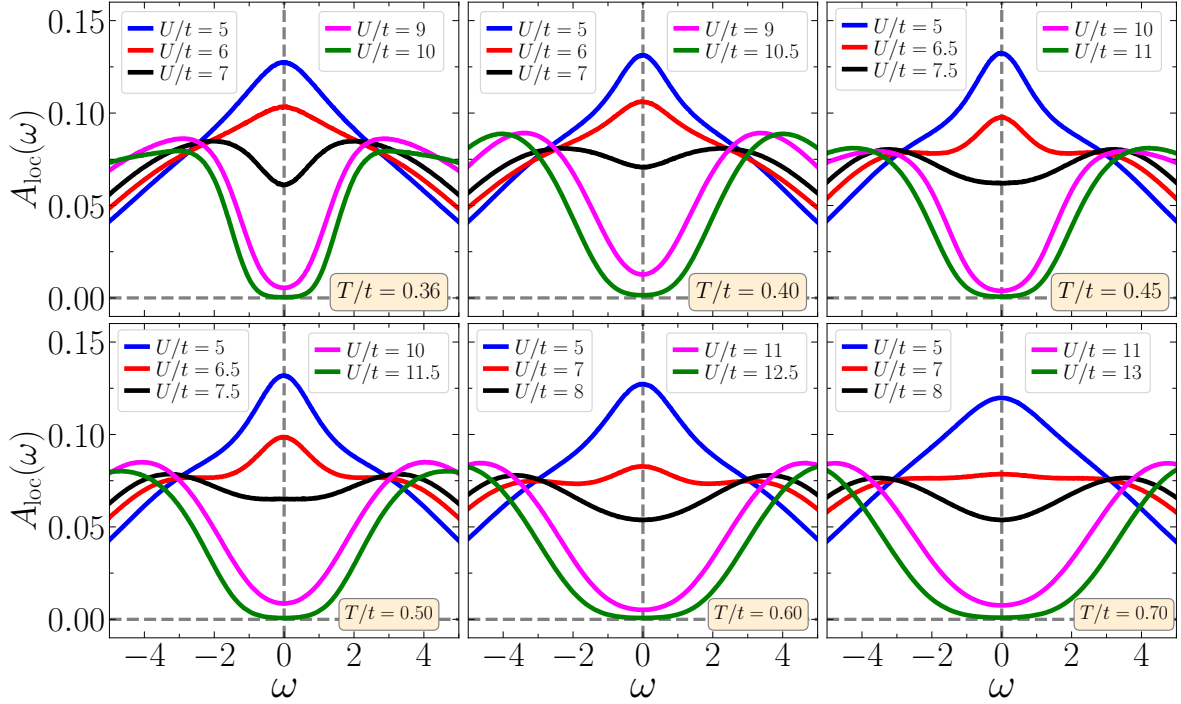 0.15
0.10
0.05
0.00
A_loc(ω)
U/t = 5
U/t = 6
U/t = 7
U/t = 9
U/t = 10
T/t = 0.36
U/t = 5
U/t = 6
U/t = 7
U/t = 9
U/t = 10.5
T/t = 0.40
U/t = 5
U/t = 6.5
U/t = 7.5
U/t = 10
U/t = 11
T/t = 0.45
0.15
0.10
0.05
0.00
A_loc(ω)
U/t = 5
U/t = 6.5
U/t = 7.5
U/t = 10
U/t = 11.5
T/t = 0.50
U/t = 5
U/t = 7
U/t = 8
U/t = 11
U/t = 12.5
T/t = 0.60
U/t = 5
U/t = 7
U/t = 8
U/t = 11
U/t = 13
T/t = 0.70
−4 −2 0 2 4
−4 −2 0 2 4
−4 −2 0 2 4
ω
ω
ω